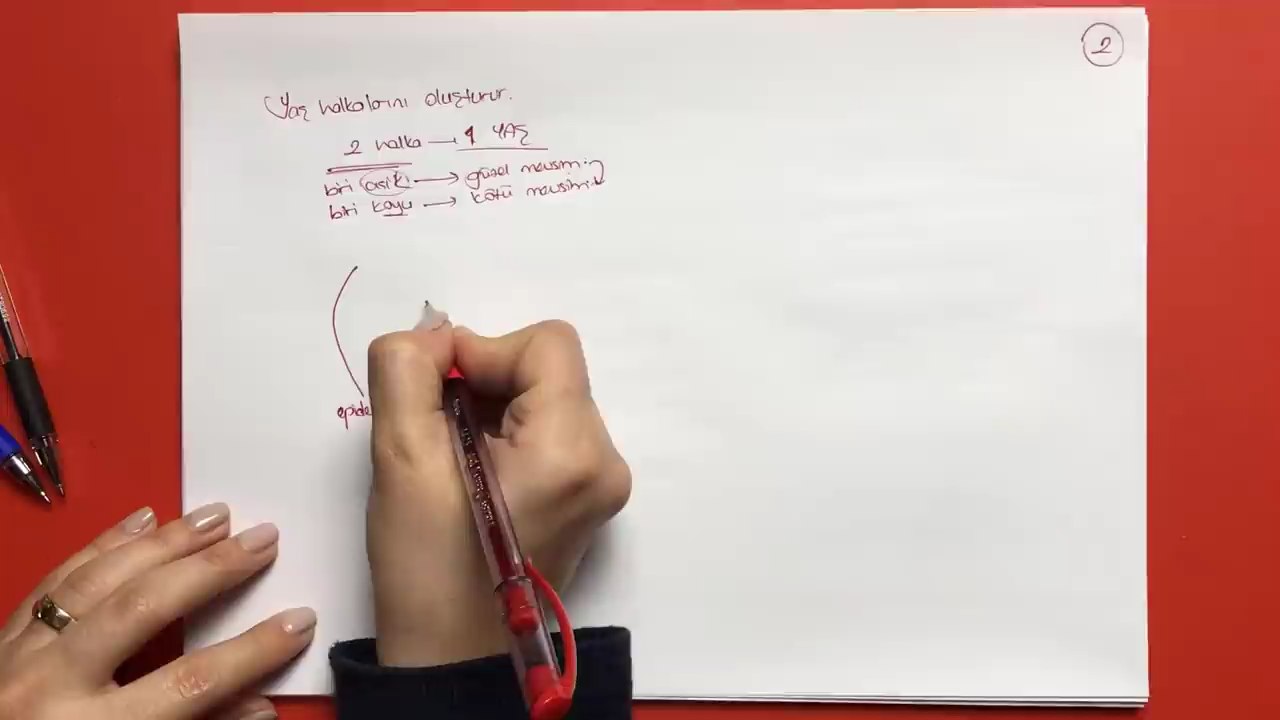 2
Yaş halkalarını oluşturur.
2 halka → 1 YAŞ
biri açık → güzel mevsim
biri koyu → kötü mevsim
epide